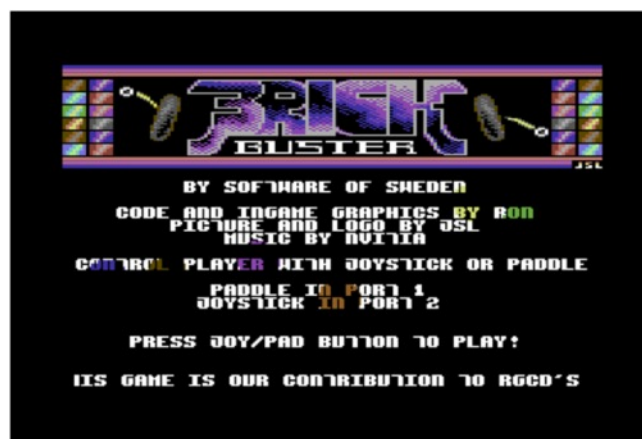 BRICK
BUSTER
JSL
BY SOFTWARE OF SWEDEN
CODE AND INGAME GRAPHICS BY RON
PICTURE AND LOGO BY JSL
MUSIC BY NVITIA
CONTROL PLAYER WITH JOYSTICK OR PADDLE
PADDLE IN PORT 1
JOYSTICK IN PORT 2
PRESS JOY/PAD BUTTON TO PLAY!
IS GAME IS OUR CONTRIBUTION TO RGCD'S